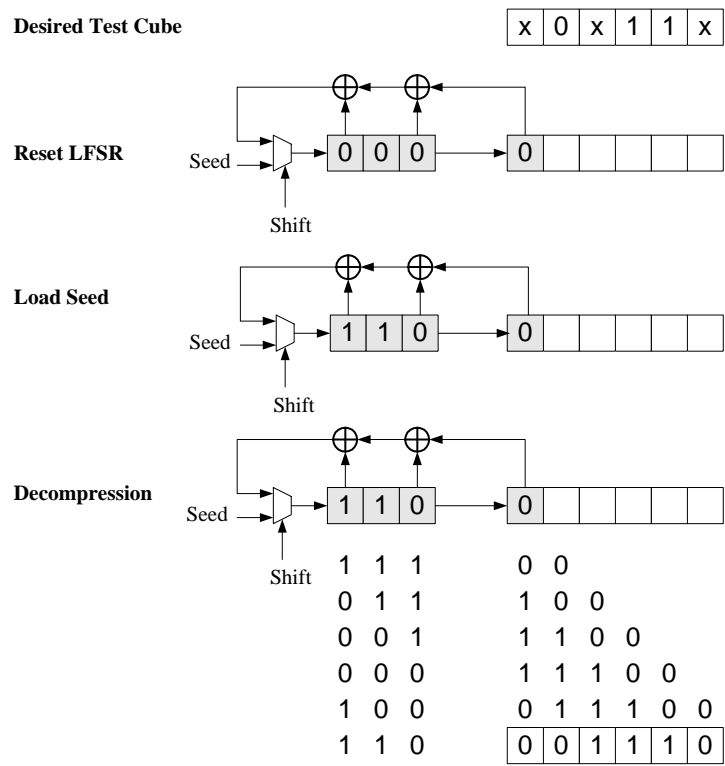 Desired Test Cube x 0 x 1 1 x
Reset LFSR Seed 0 0 0 0
Shift
Load Seed
Seed 1 1 0 0
Shift
Decompression
Seed 1 1 0 0
Shift
1 1 1 0 0
0 1 1 1 0 0
0 0 1 1 1 0 0
0 0 0 1 1 1 0 0
1 0 0 0 1 1 1 0 0
1 1 0 0 0 1 1 1 0